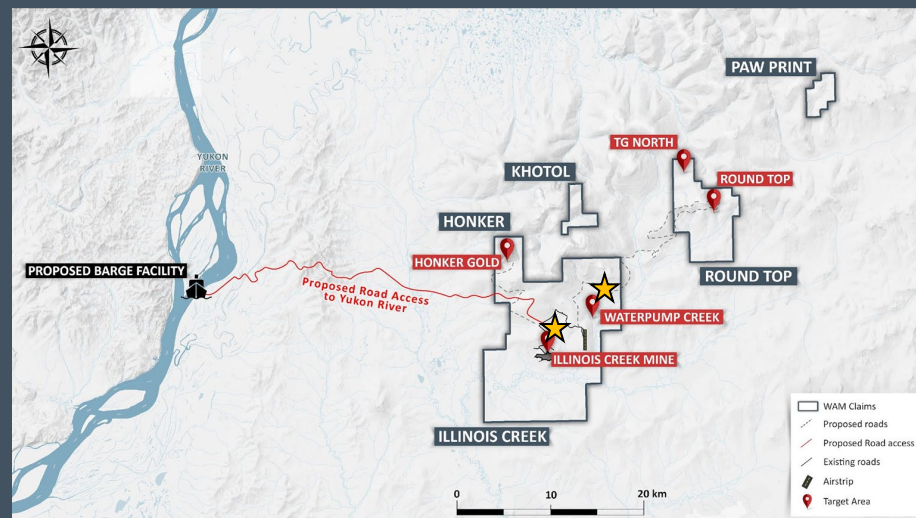 PAW PRINT
TG NORTH
YUKON
RIVER
KHOTOL
ROUND TOP
HONKER
HONKER GOLD
PROPOSED BARGE FACILITY
ROUND TOP
Proposed Road Access
to Yukon River
WATERPUMP CREEK
ILLINOIS CREEK MINE
ILLINOIS CREEK
WAM Claims
Proposed roads
Proposed Road access
Existing roads
Airstrip
Target Area
0 10 20 km